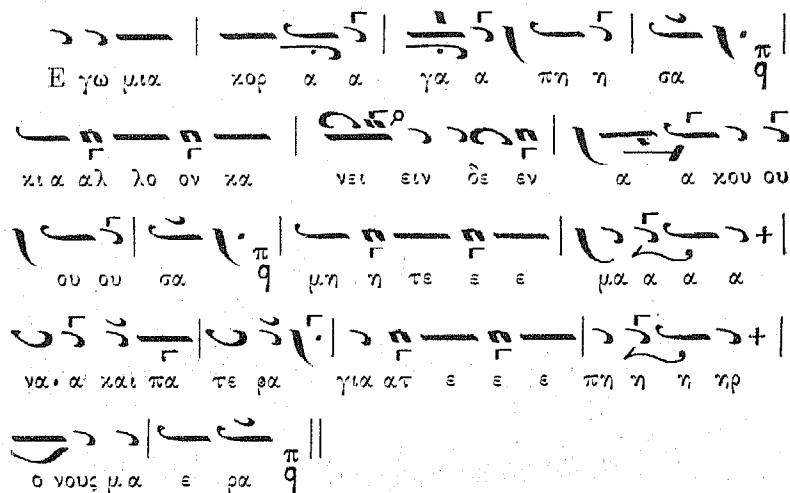 Ε γω μια κορ α α γα α πη η σα π q
κι α αλ λο ον κα νει ειν δε εν α α κου ου
ου ου σα π q μη η τε ε ε μα α α α
να α και πα τε ρα για ατ ε ε ε πη η η ηρ
ο νους μ α ε ρα π q